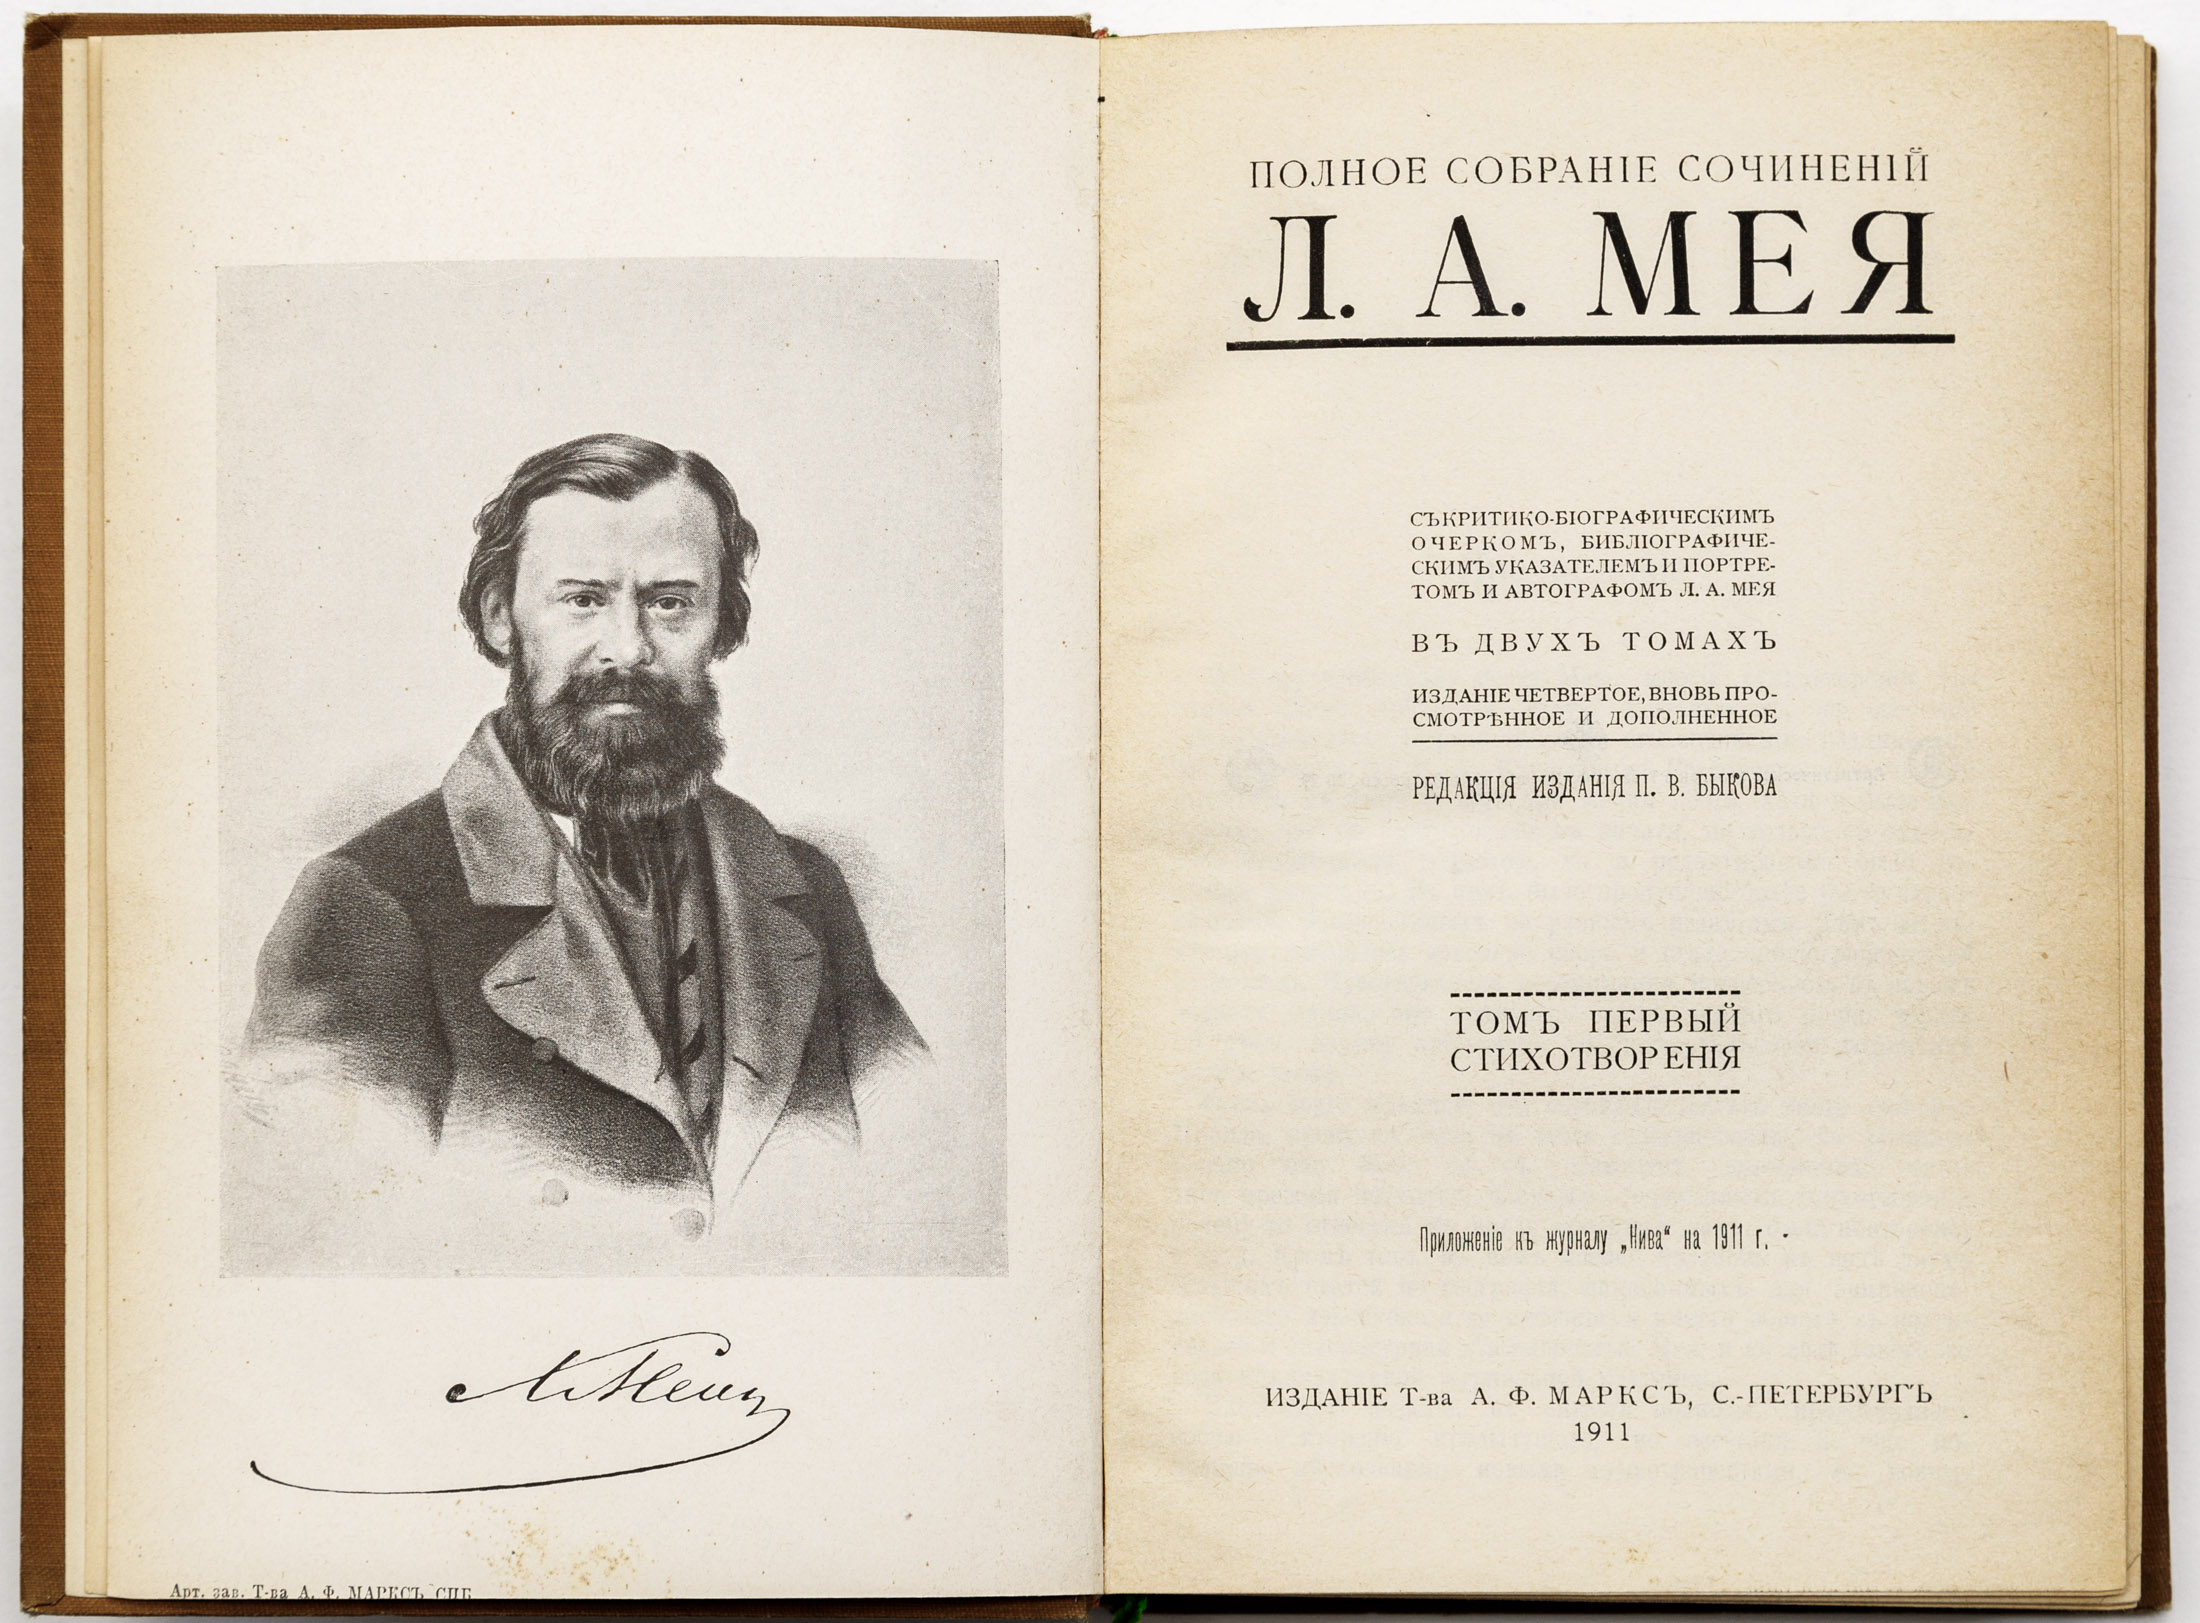 Л Мей
Арт. зав. Т-ва А. Ф. МАРКСЪ СПБ
ПОЛНОЕ СОБРАНІЕ СОЧИНЕНІЙ
Л. А. МЕЯ
СЪ КРИТИКО-БІОГРАФИЧЕСКИМЪ
ОЧЕРКОМЪ, БИБЛІОГРАФИЧЕ-
СКИМЪ УКАЗАТЕЛЕМЪ И ПОРТРЕ-
ТОМЪ И АВТОГРАФОМЪ Л. А. МЕЯ
ВЪ ДВУХЪ ТОМАХЪ
ИЗДАНІЕ ЧЕТВЕРТОЕ, ВНОВЬ ПРО-
СМОТРѢННОЕ И ДОПОЛНЕННОЕ
РЕДАКЦІЯ ИЗДАНІЯ П. В. БЫКОВА
ТОМЪ ПЕРВЫЙ
СТИХОТВОРЕНІЯ
Приложеніе къ журналу „Нива“ на 1911 г.
ИЗДАНІЕ Т-ва А. Ф. МАРКСЪ, С.-ПЕТЕРБУРГЪ
1911